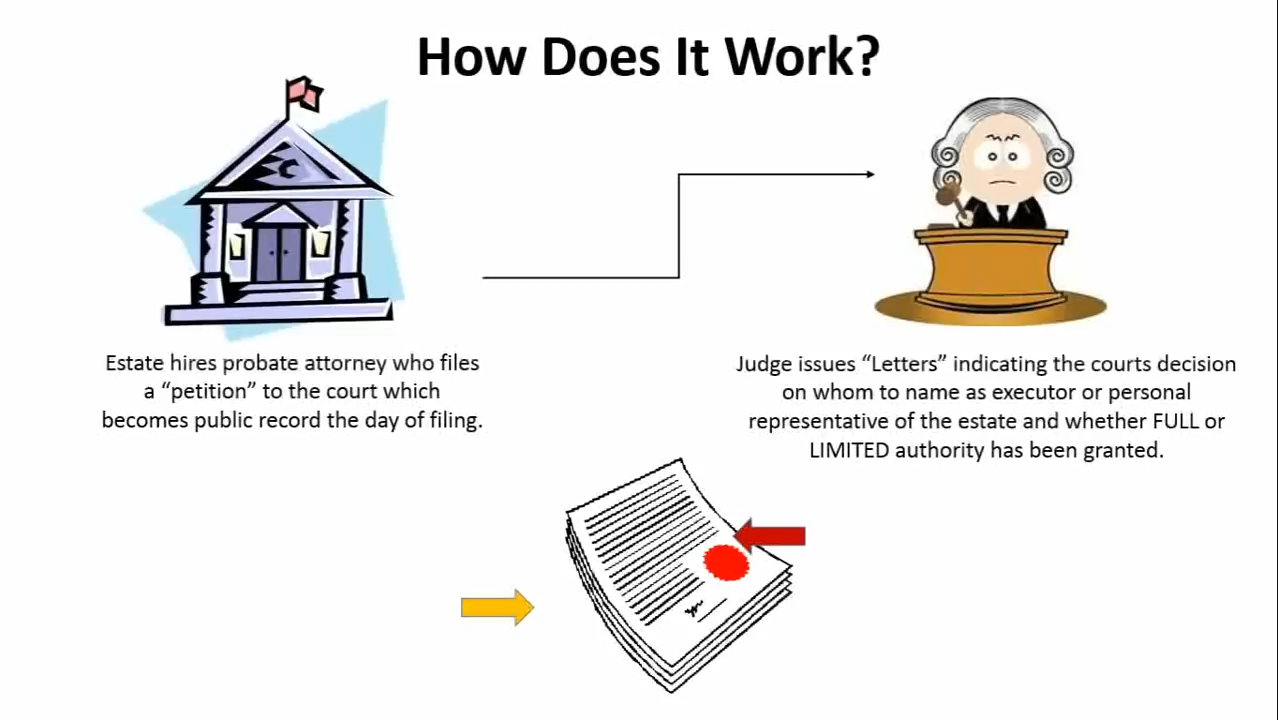 How Does It Work?
Estate hires probate attorney who files
a “petition” to the court which
becomes public record the day of filing.
Judge issues “Letters” indicating the courts decision
on whom to name as executor or personal
representative of the estate and whether FULL or
LIMITED authority has been granted.